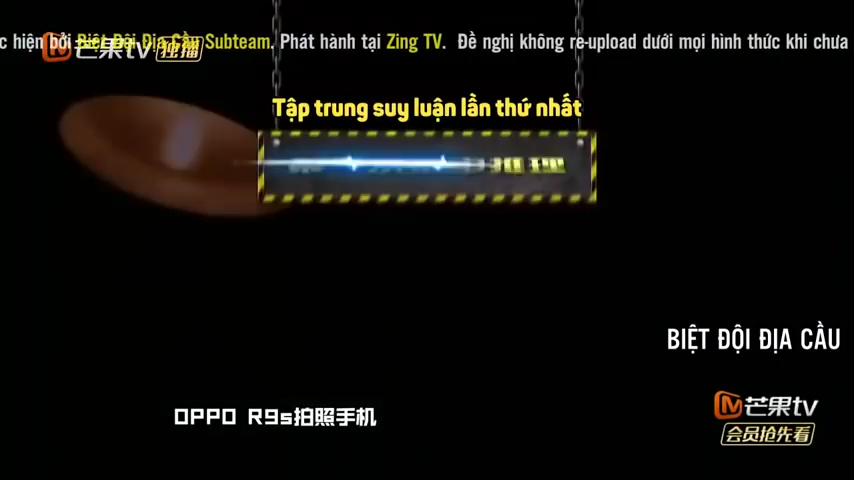 c hiện bởi Biệt Đội Địa Cầu Subteam. Phát hành tại Zing TV. Đề nghị không re-upload dưới mọi hình thức khi chưa
芒果tv 独播
Tập trung suy luận lần thứ nhất
BIỆT ĐỘI ĐỊA CẦU
芒果tv
会员抢先看
OPPO R9s拍照手机